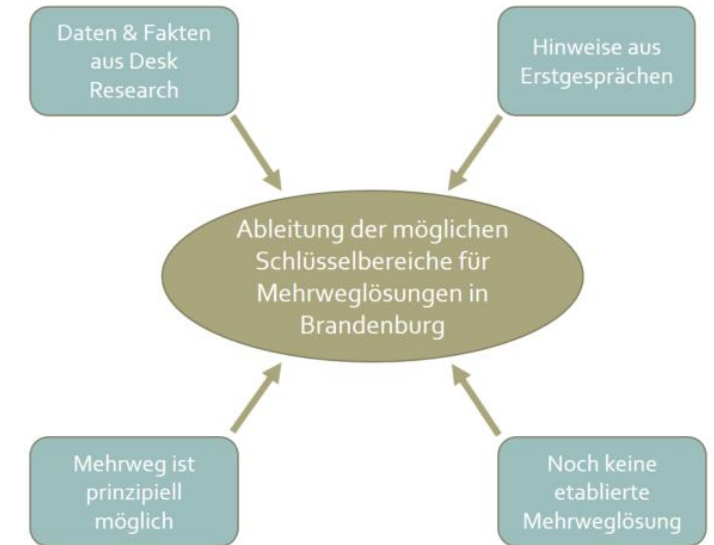 Daten & Fakten
aus Desk
Research
Hinweise aus
Erstgesprächen
Ableitung der möglichen
Schlüsselbereiche für
Mehrweglösungen in
Brandenburg
Mehrweg ist
prinzipiell
möglich
Noch keine
etablierte
Mehrweglösung